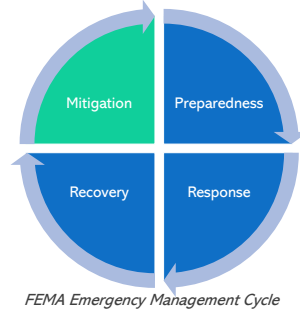 Mitigation
Preparedness
Recovery
Response
FEMA Emergency Management Cycle